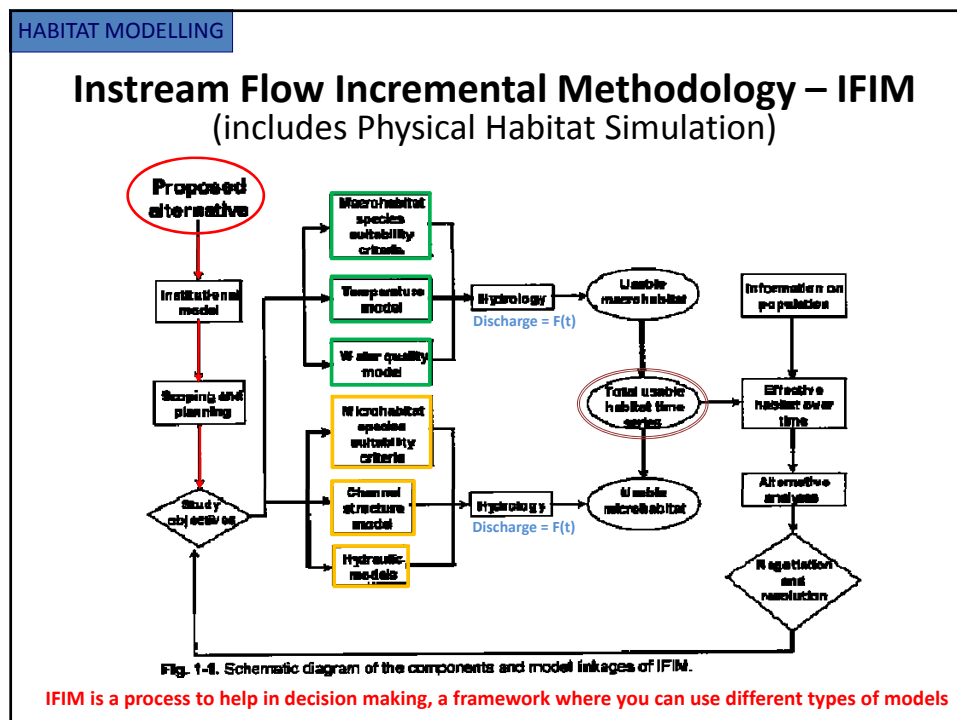 HABITAT MODELLING
Instream Flow Incremental Methodology – IFIM
(includes Physical Habitat Simulation)
Proposed
alternative
Institutional
model
Scoping and
planning
Study
objectives
Macrohabitat
species
suitability
criteria
Temperature
model
Water quality
model
Microhabitat
species
suitability
criteria
Channel
structure
model
Hydraulic
models
Hydrology
Discharge = F(t)
Hydrology
Discharge = F(t)
Usable
macrohabitat
Total usable
habitat time
series
Usable
microhabitat
Information on
population
Effective
habitat over
time
Alternative
analyses
Negotiation
and
resolution
Fig. 1-1. Schematic diagram of the components and model linkages of IFIM.
IFIM is a process to help in decision making, a framework where you can use different types of models